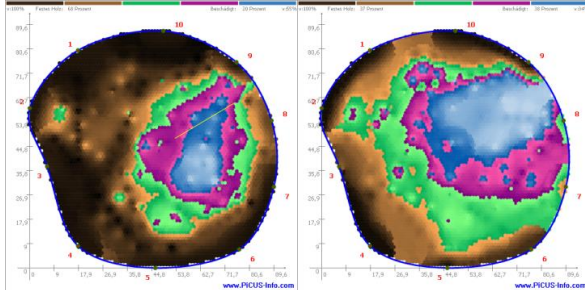 v-100% Festes Holz: 68 Prozent Beschädigt: 20 Prozent v-55%
v-100% Festes Holz: 37 Prozent Beschädigt: 38 Prozent
89,6
80,6
71,7
62,7
53,8
44,8
35,8
26,9
17,9
9
0
0 9 17,9 26,9 35,8 44,8 53,8 62,7 71,7 80,6 89,6
1 2 3 4 5 6 7 8 9 10
www.PiCUS-Info.com
89,6
80,6
71,7
62,7
53,8
44,8
35,8
26,9
17,9
9
0
0 9 17,9 26,9 35,8 44,8 53,8 62,7 71,7 80,6 89,6
1 2 3 4 5 6 7 8 9 10
www.PiCUS-Info.com